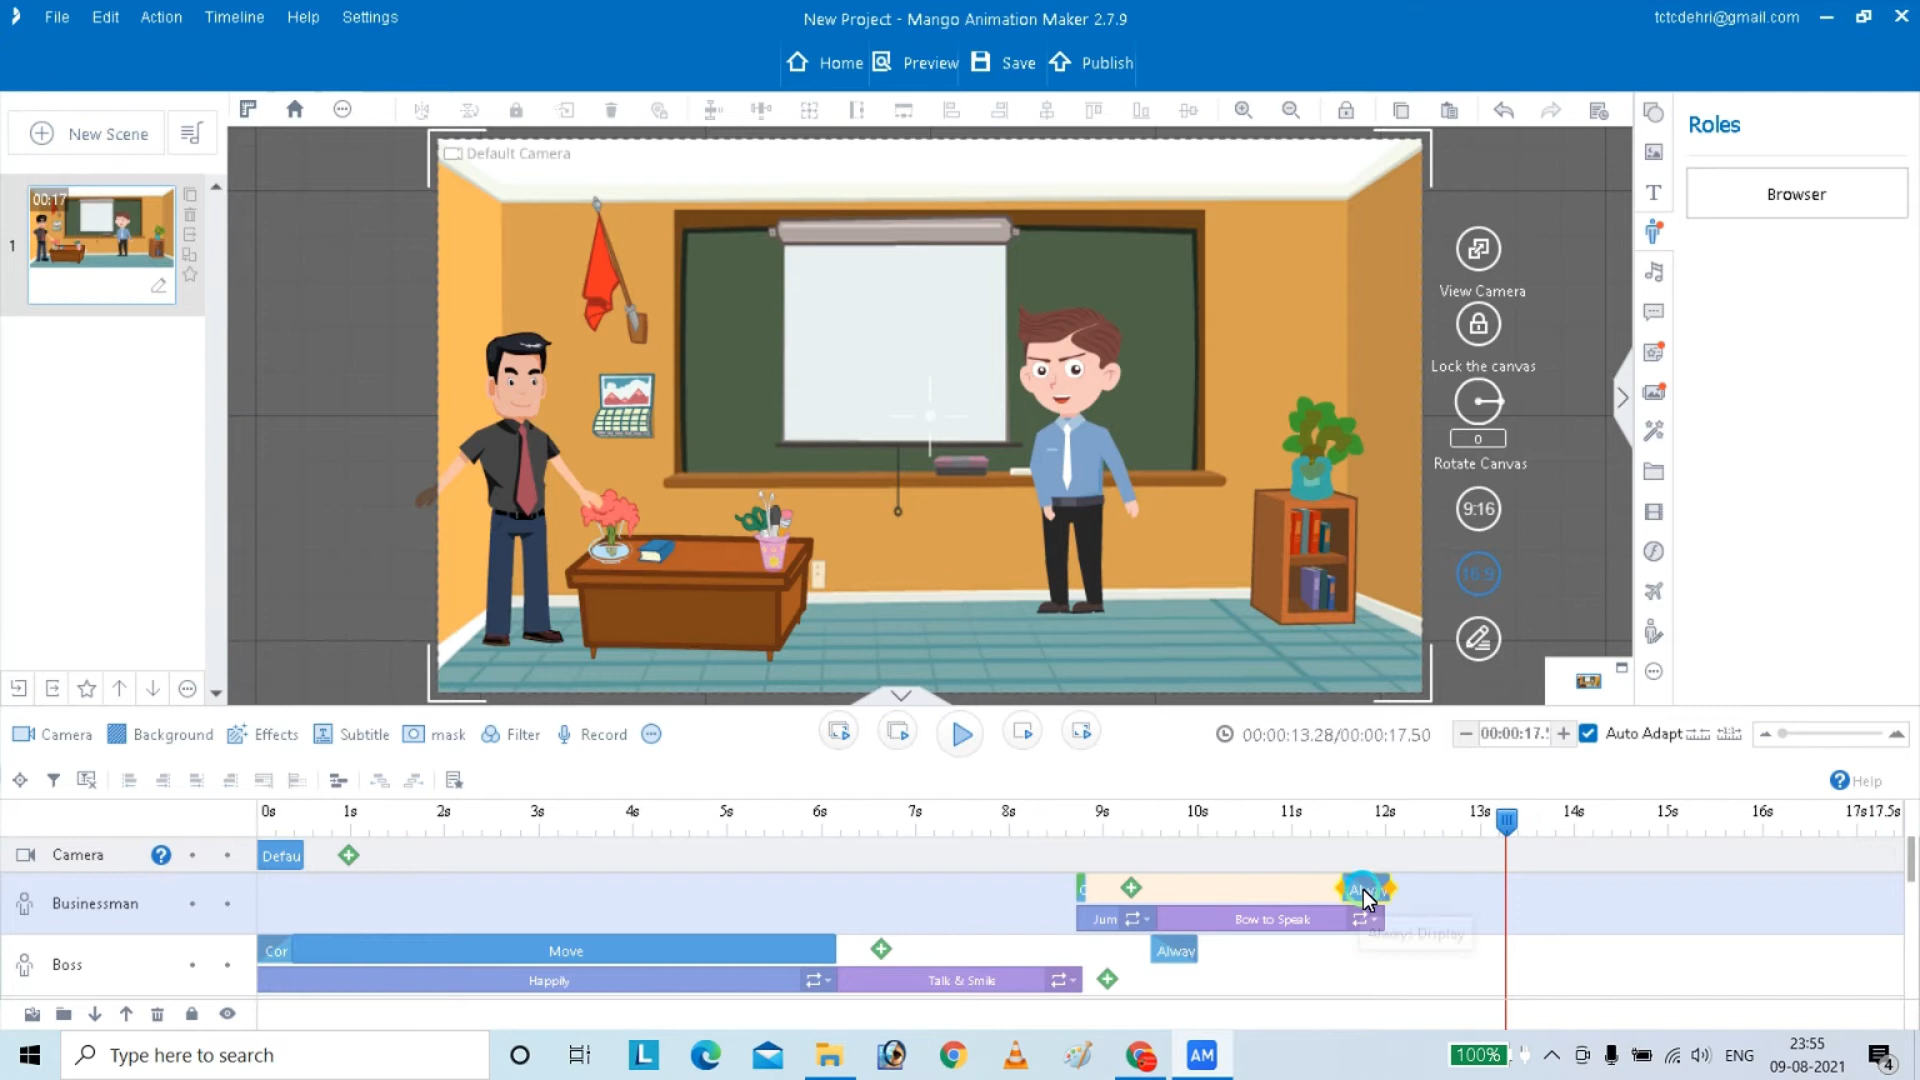 File Edit Action Timeline Help Settings
New Project - Mango Animation Maker 2.7.9
tctcdehri@gmail.com
Home Preview Save Publish
New Scene
Roles
Browser
Default Camera
00:17
1
View Camera
Lock the canvas
0
Rotate Canvas
9:16
16:9
Camera Background Effects Subtitle mask Filter Record
00:00:13.28/00:00:17.50
00:00:17.
Auto Adapt
Help
0s 1s 2s 3s 4s 5s 6s 7s 8s 9s 10s 11s 12s 13s 14s 15s 16s 17s17.5s
Camera Defau
Businessman
Jum Bow to Speak
Always Display
Boss
Cor Move Alway
Happily Talk & Smile
Type here to search
100%
ENG
23:55
09-08-2021
4
AM